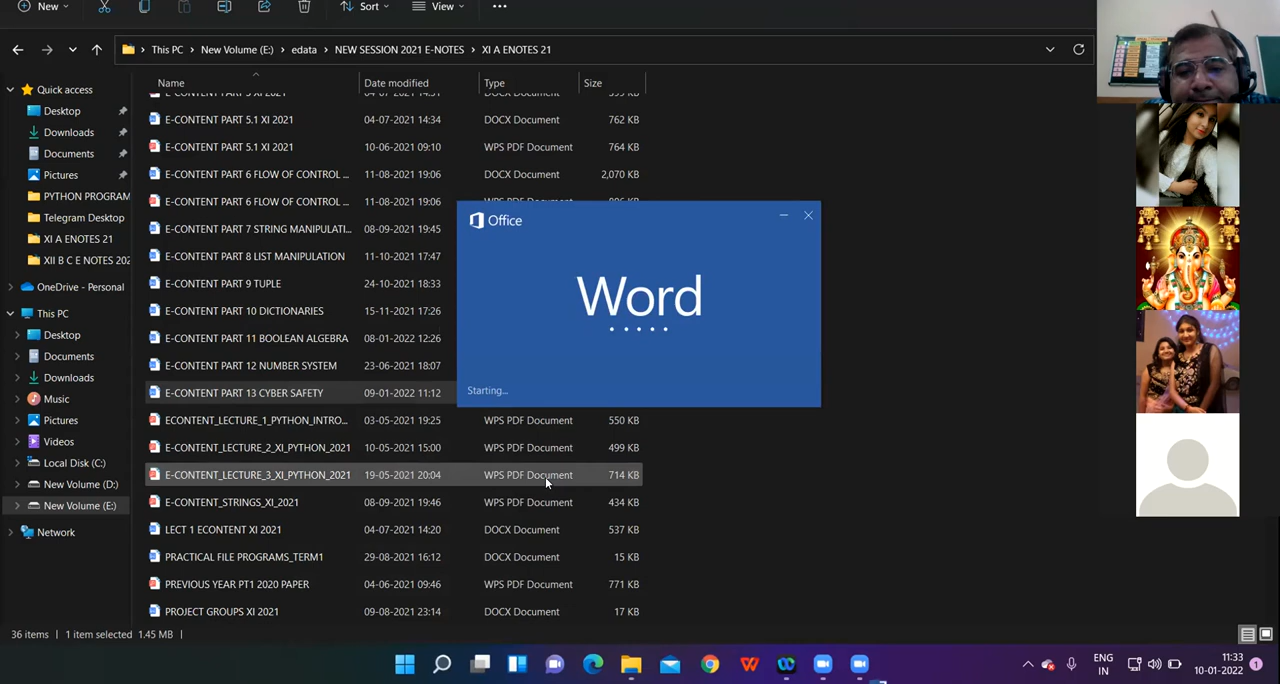 New
Sort
View
This PC > New Volume (E:) > edata > NEW SESSION 2021 E-NOTES > XI A ENOTES 21
Name Date modified Type Size
E-CONTENT PART 5.1 XI 2021 04-07-2021 14:34 DOCX Document 762 KB
E-CONTENT PART 5.1 XI 2021 10-06-2021 09:10 WPS PDF Document 764 KB
E-CONTENT PART 6 FLOW OF CONTROL ... 11-08-2021 19:06 DOCX Document 2,070 KB
E-CONTENT PART 6 FLOW OF CONTROL ... 11-08-2021 19:06
E-CONTENT PART 7 STRING MANIPULATI... 08-09-2021 19:45
E-CONTENT PART 8 LIST MANIPULATION 11-10-2021 17:47
E-CONTENT PART 9 TUPLE 24-10-2021 18:33
E-CONTENT PART 10 DICTIONARIES 15-11-2021 17:26
E-CONTENT PART 11 BOOLEAN ALGEBRA 08-01-2022 12:26
E-CONTENT PART 12 NUMBER SYSTEM 23-06-2021 18:07
E-CONTENT PART 13 CYBER SAFETY 09-01-2022 11:12
ECONTENT_LECTURE_1_PYTHON_INTRO... 03-05-2021 19:25 WPS PDF Document 550 KB
E-CONTENT_LECTURE_2_XI_PYTHON_2021 10-05-2021 15:00 WPS PDF Document 499 KB
E-CONTENT_LECTURE_3_XI_PYTHON_2021 19-05-2021 20:04 WPS PDF Document 714 KB
E-CONTENT_STRINGS_XI_2021 08-09-2021 19:46 WPS PDF Document 434 KB
LECT 1 ECONTENT XI 2021 04-07-2021 14:20 DOCX Document 537 KB
PRACTICAL FILE PROGRAMS_TERM1 29-08-2021 16:12 DOCX Document 15 KB
PREVIOUS YEAR PT1 2020 PAPER 04-06-2021 09:46 WPS PDF Document 771 KB
PROJECT GROUPS XI 2021 09-08-2021 23:14 DOCX Document 17 KB
Quick access
Desktop
Downloads
Documents
Pictures
PYTHON PROGRAM
Telegram Desktop
XI A ENOTES 21
XII B C E NOTES 202
OneDrive - Personal
This PC
Desktop
Documents
Downloads
Music
Pictures
Videos
Local Disk (C:)
New Volume (D:)
New Volume (E:)
Network
Office
Word
Starting...
36 items 1 item selected 1.45 MB
ENG
IN
11:33
10-01-2022
1